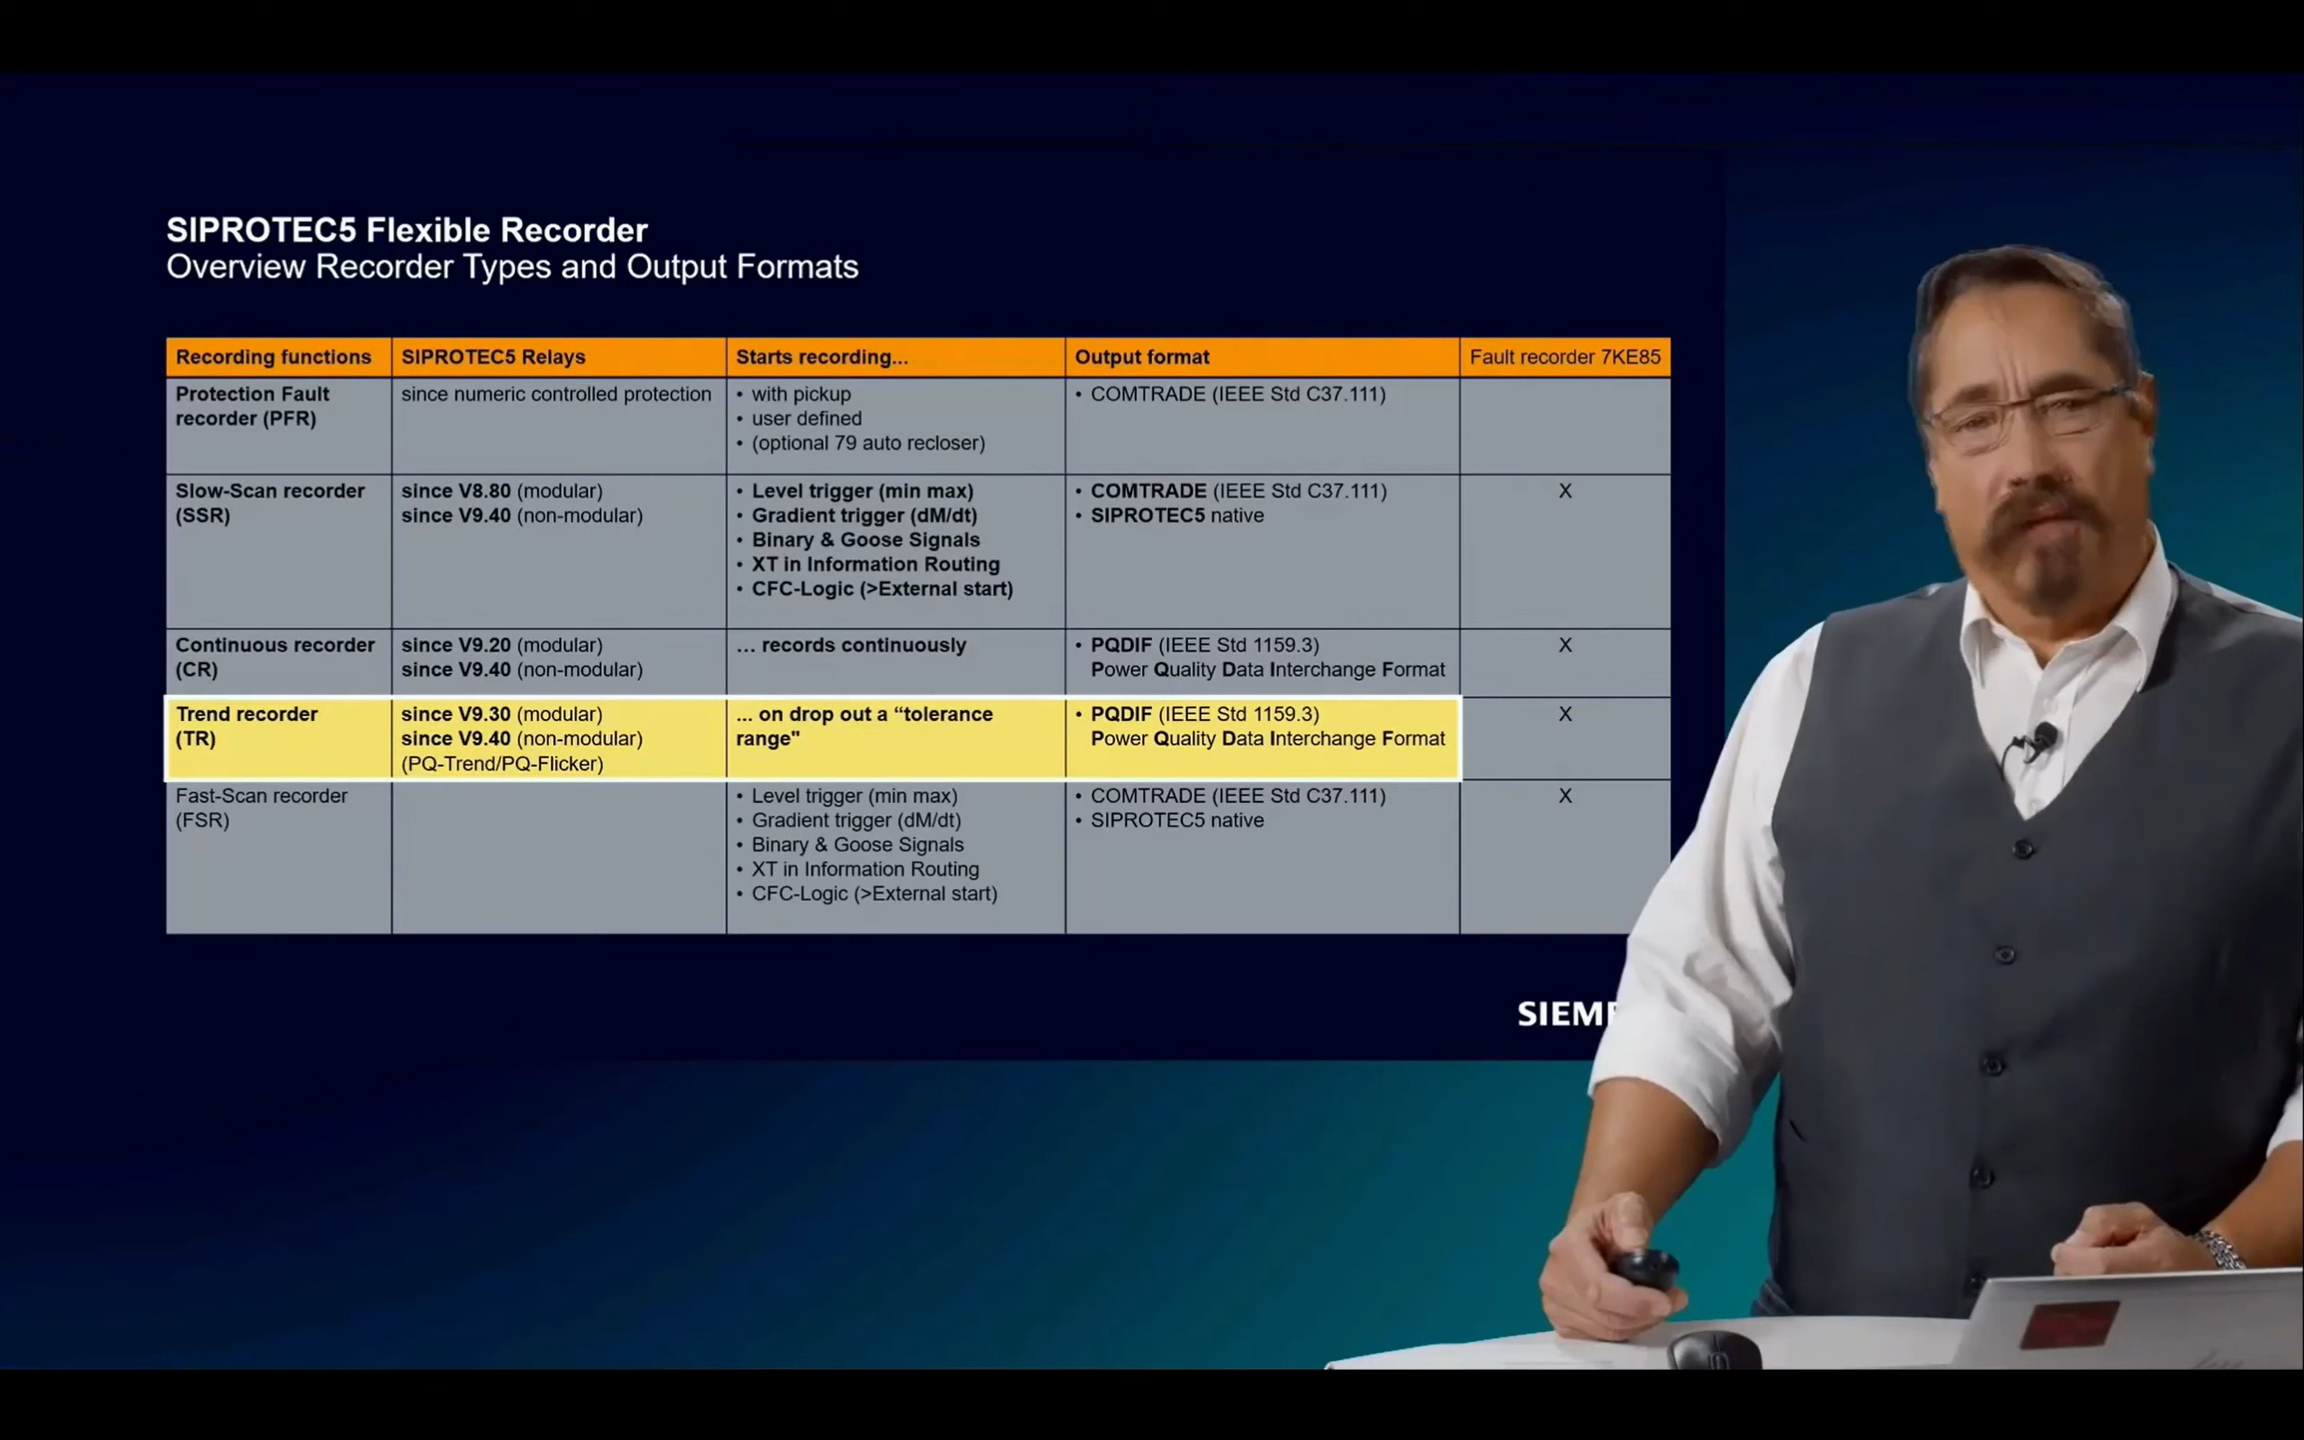 SIPROTEC5 Flexible Recorder
Overview Recorder Types and Output Formats
Recording functions
SIPROTEC5 Relays
Starts recording...
Output format
Fault recorder 7KE85
Protection Fault
recorder (PFR)
since numeric controlled protection
• with pickup
• user defined
• (optional 79 auto recloser)
• COMTRADE (IEEE Std C37.111)
Slow-Scan recorder
(SSR)
since V8.80 (modular)
since V9.40 (non-modular)
• Level trigger (min max)
• Gradient trigger (dM/dt)
• Binary & Goose Signals
• XT in Information Routing
• CFC-Logic (>External start)
• COMTRADE (IEEE Std C37.111)
• SIPROTEC5 native
X
Continuous recorder
(CR)
since V9.20 (modular)
since V9.40 (non-modular)
... records continuously
• PQDIF (IEEE Std 1159.3)
Power Quality Data Interchange Format
X
Trend recorder
(TR)
since V9.30 (modular)
since V9.40 (non-modular)
(PQ-Trend/PQ-Flicker)
... on drop out a “tolerance
range"
• PQDIF (IEEE Std 1159.3)
Power Quality Data Interchange Format
X
Fast-Scan recorder
(FSR)
• Level trigger (min max)
• Gradient trigger (dM/dt)
• Binary & Goose Signals
• XT in Information Routing
• CFC-Logic (>External start)
• COMTRADE (IEEE Std C37.111)
• SIPROTEC5 native
X
SIEM